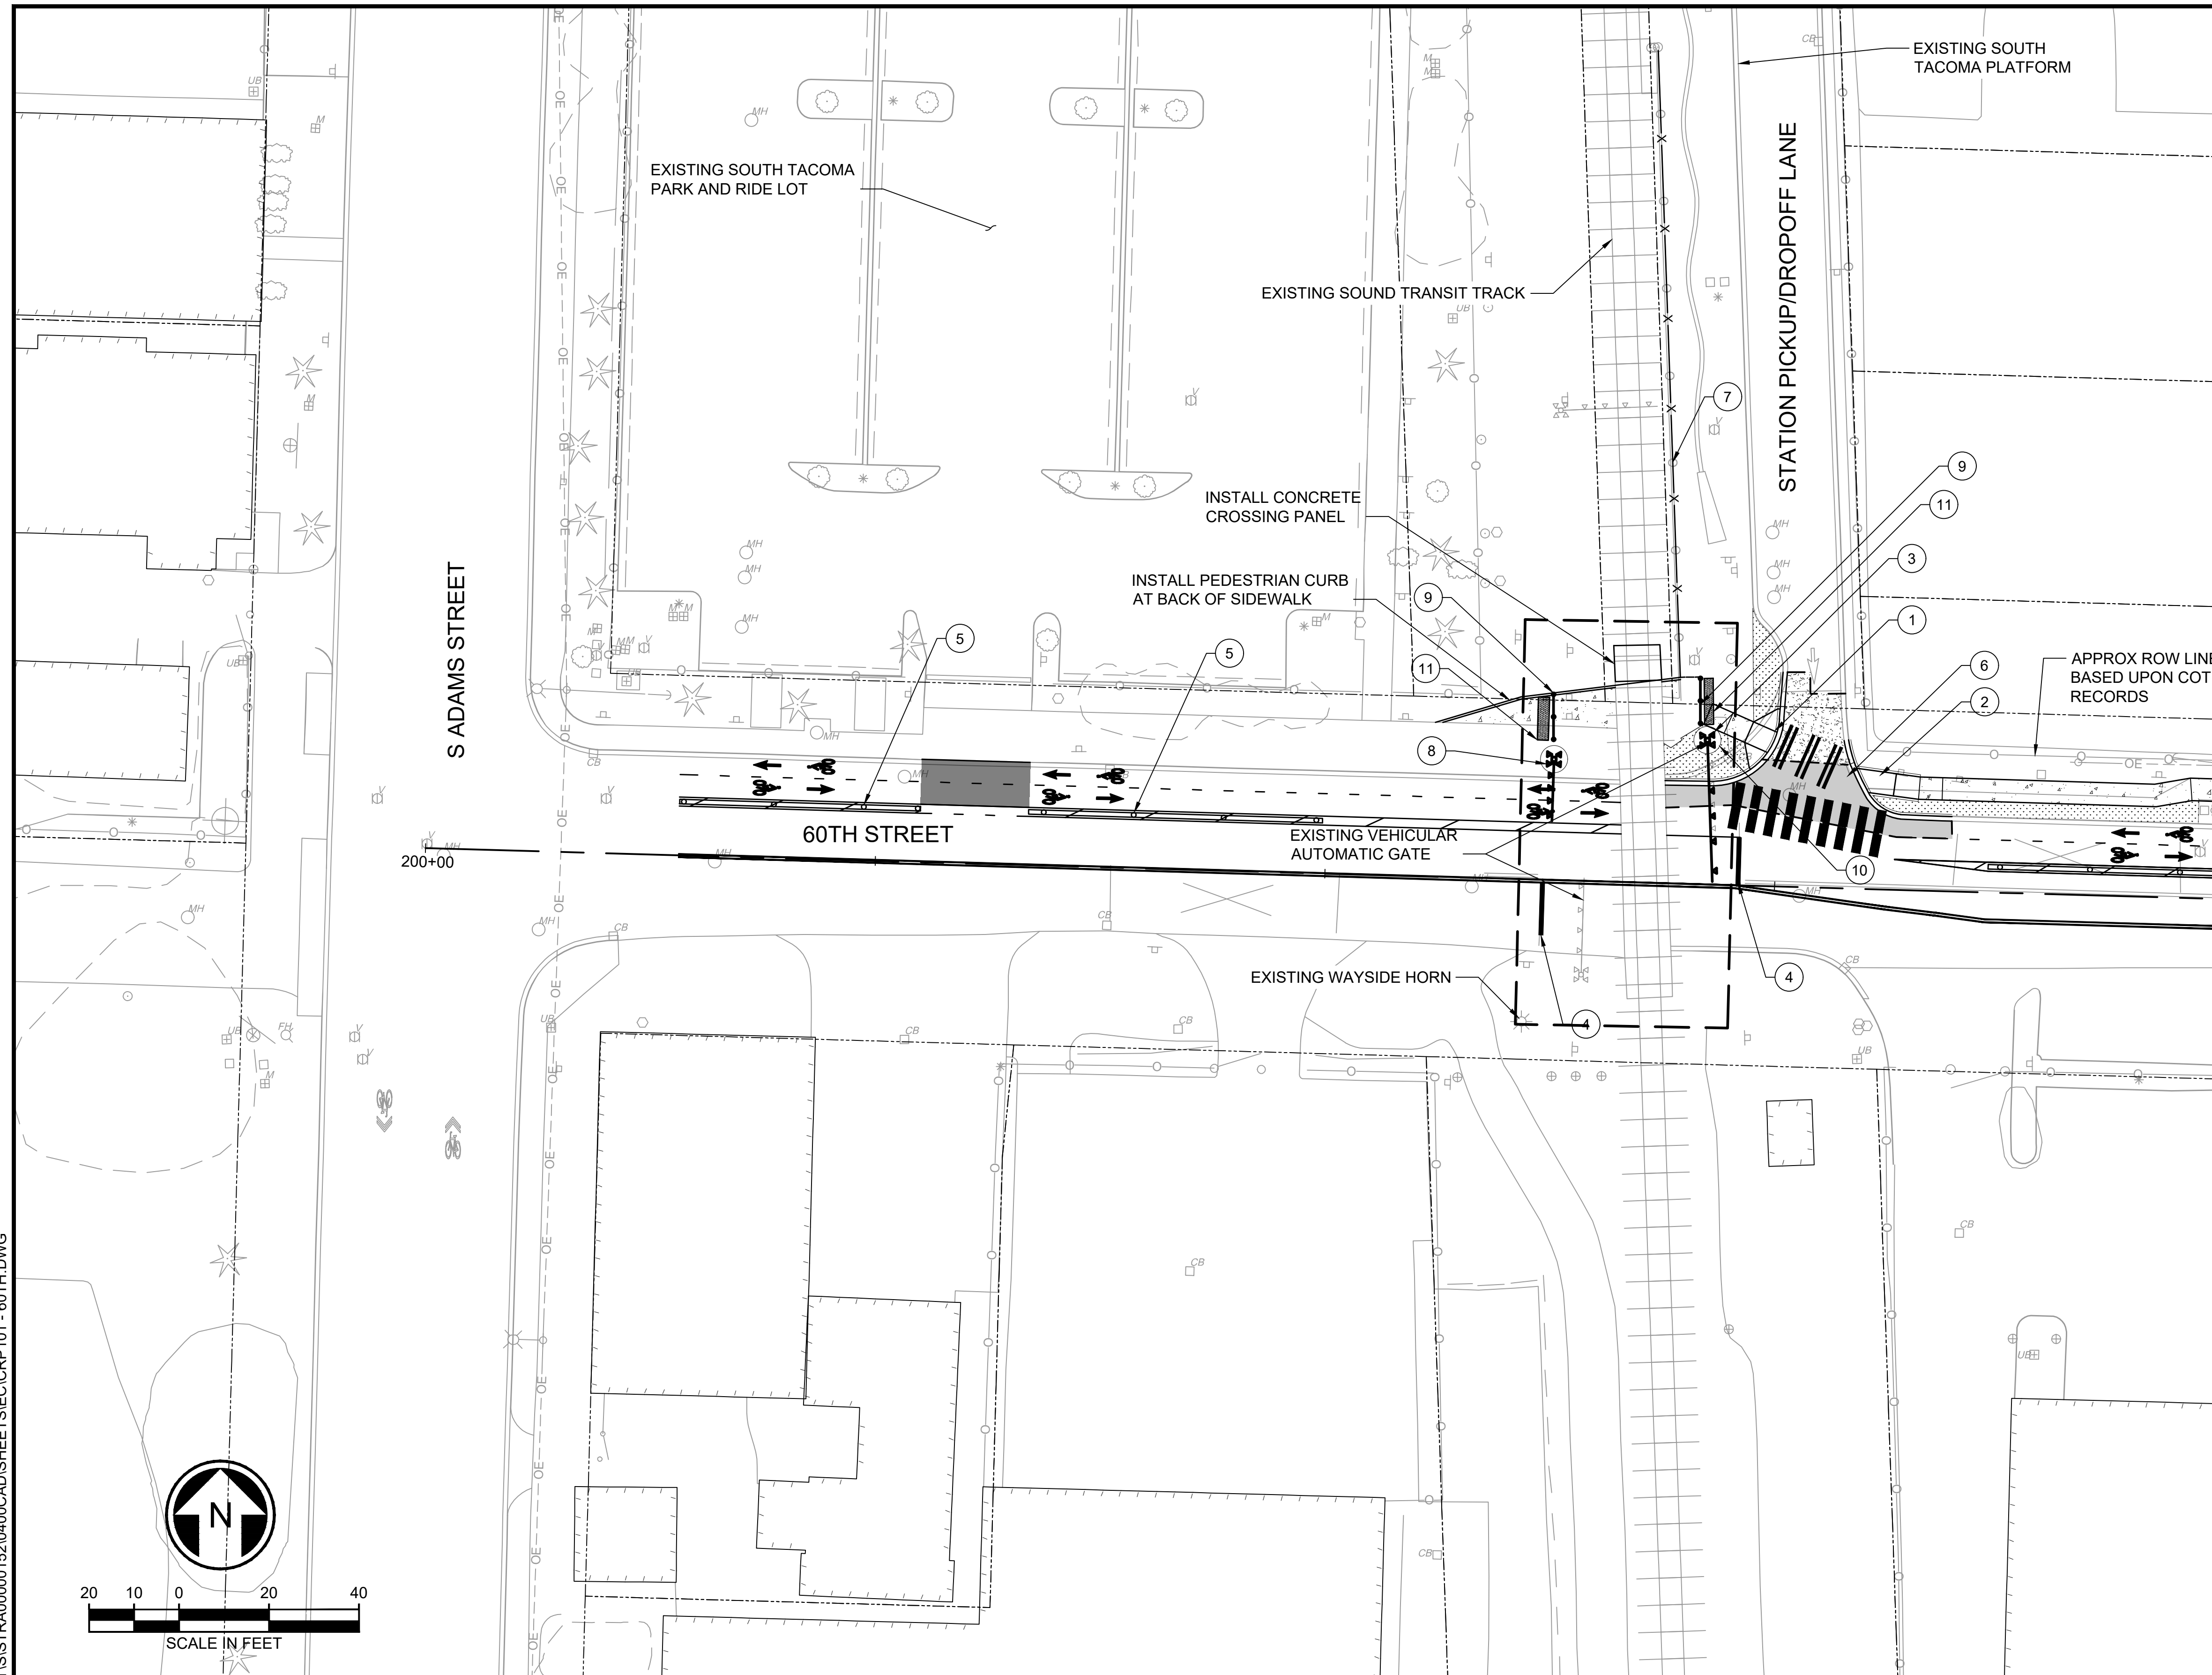 EXISTING SOUTH
TACOMA PLATFORM
EXISTING SOUTH TACOMA
PARK AND RIDE LOT
EXISTING SOUND TRANSIT TRACK
STATION PICKUP/DROPOFF LANE
7
9
11
3
1
6
2
INSTALL CONCRETE
CROSSING PANEL
INSTALL PEDESTRIAN CURB
AT BACK OF SIDEWALK
9
11
8
5
5
APPROX ROW LINE
BASED UPON COT
RECORDS
S ADAMS STREET
60TH STREET
200+00
EXISTING VEHICULAR
AUTOMATIC GATE
10
EXISTING WAYSIDE HORN
4
4
N
20 10 0 20 40
SCALE IN FEET
UB
M
MH
CB
OE
V
FH